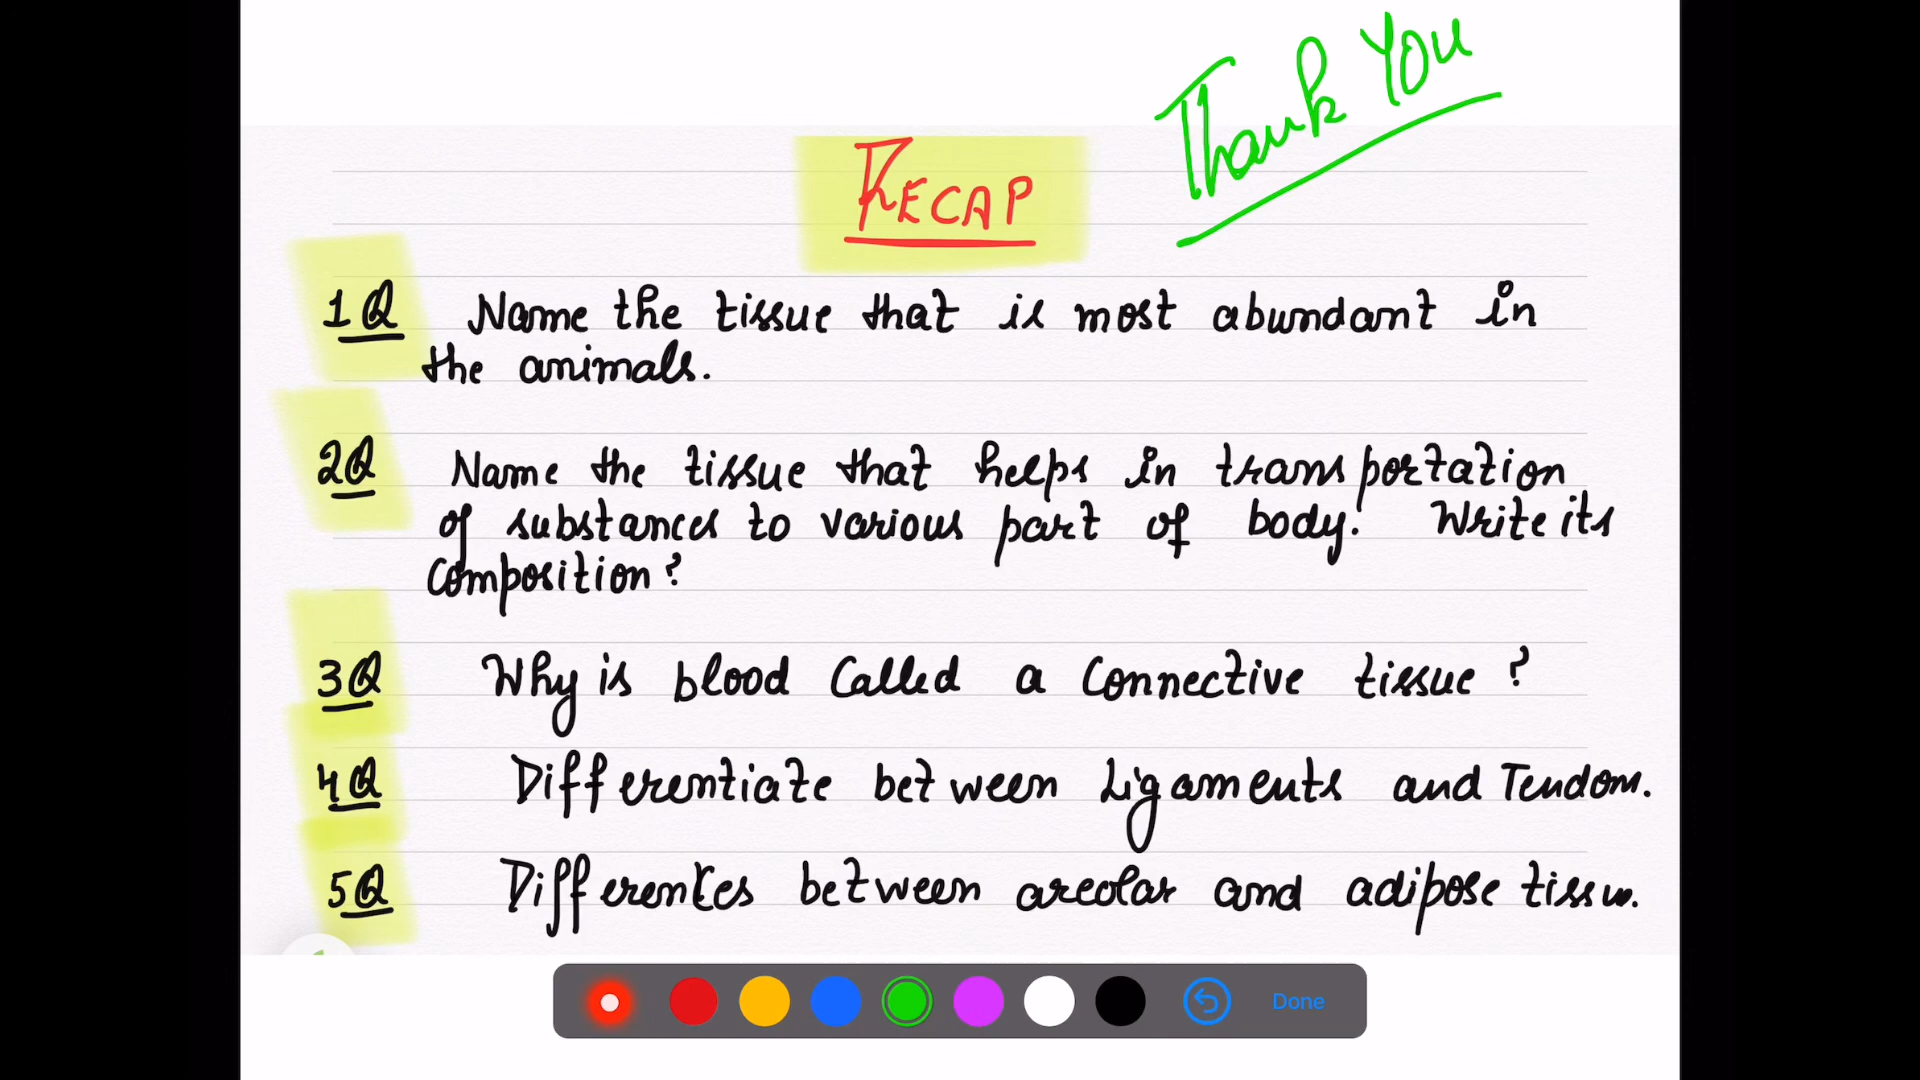 Thank You
RECAP
1Q Name the tissue that is most abundant in
the animals.
2Q Name the tissue that helps in transportation
of substances to various part of body. Write its
Composition?
3Q Why is blood Called a Connective tissue?
4Q Differentiate between Ligaments and Tendom.
5Q Differences between areolar and adipose tissu.
Done